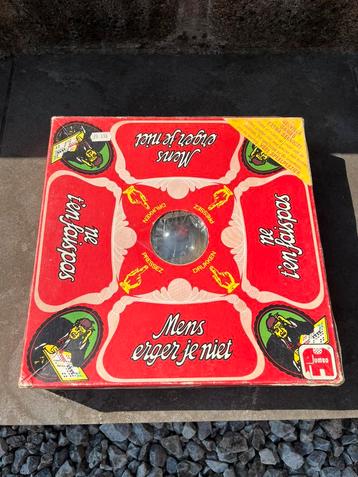 Mens
erger je niet
ne
t'en fais pas
ne
t'en fais pas
DRUKKEN
PRESSEZ
PRESSEZ
DRUKKEN
Mens
erger je niet
Jumbo